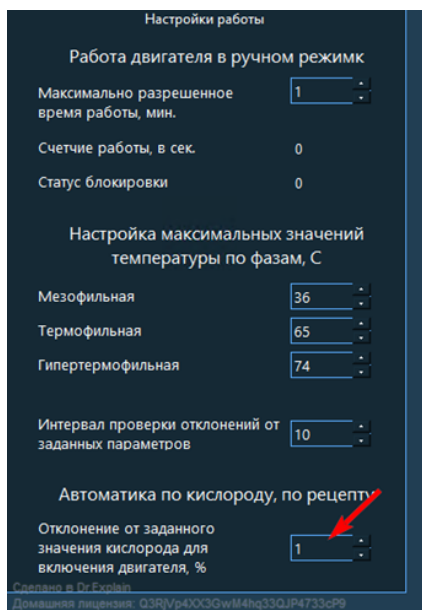 Настройки работы
Работа двигателя в ручном режимк
Максимально разрешенное
время работы, мин.
1
Счетчие работы, в сек.
0
Статус блокировки
0
Настройка максимальных значений
температуры по фазам, С
Мезофильная
36
Термофильная
65
Гипертермофильная
74
Интервал проверки отклонений от
заданных параметров
10
Автоматика по кислороду, по рецепту
Отклонение от заданного
значения кислорода для
включения двигателя, %
1
Сделано в Dr.Explain
Домашняя лицензия: